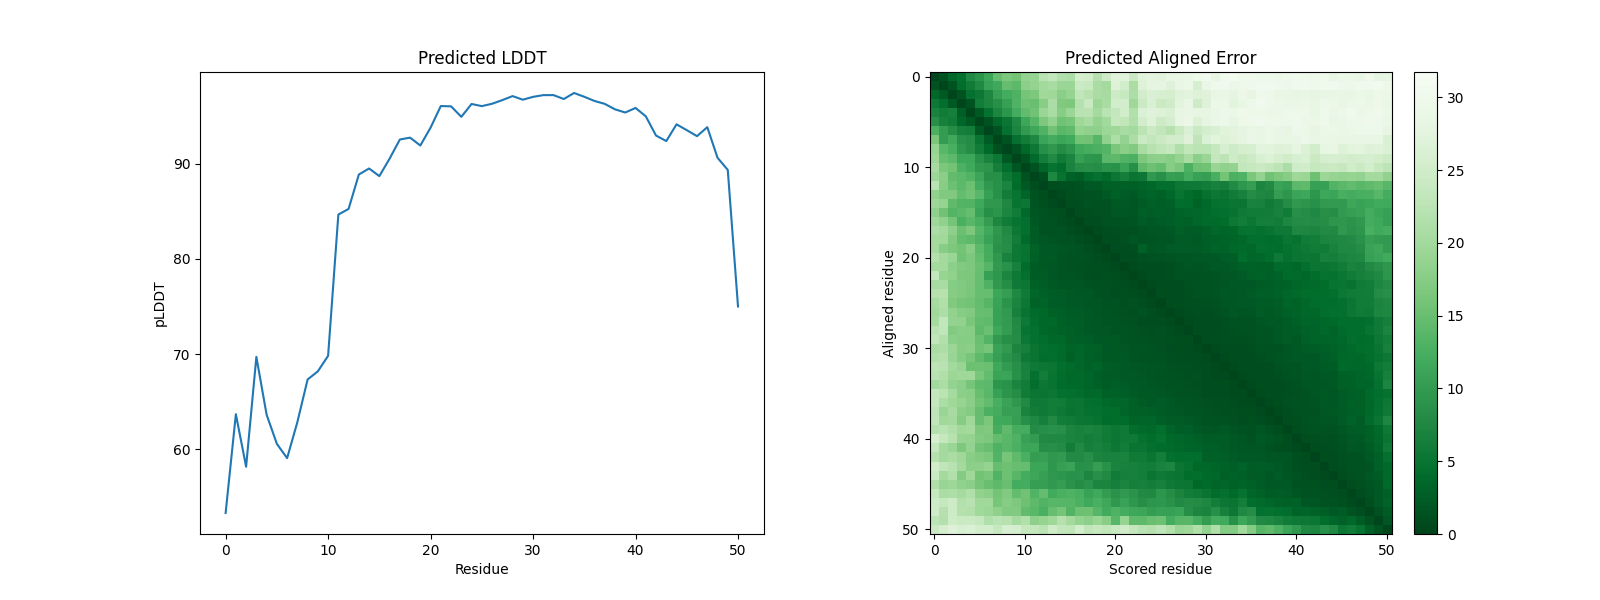 Predicted LDDT
90
80
70
60
pLDDT
0 10 20 30 40 50
Residue
Predicted Aligned Error
0
10
20
30
40
50
Aligned residue
0 10 20 30 40 50
Scored residue
30
25
20
15
10
5
0